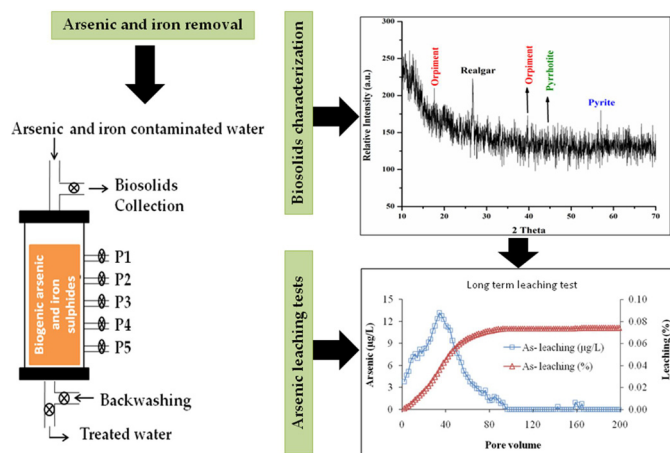 Arsenic and iron removal
Arsenic and iron contaminated water
Biosolids
Collection
P1
P2
P3
P4
P5
Biogenic arsenic
and iron
sulphides
Backwashing
Treated water
Biosolids characterization
Relative Intensity (a.u.)
300
250
200
150
100
50
0
Orpiment
Realgar
Orpiment
Pyrrhotite
Pyrite
10 20 30 40 50 60 70
2 Theta
Arsenic leaching tests
Long term leaching test
Arsenic (µg/L)
15
12
9
6
3
0
As- leaching (µg/L)
As- leaching (%)
0.10
0.08
0.06
0.04
0.02
0.00
Leaching (%)
0 40 80 120 160 200
Pore volume